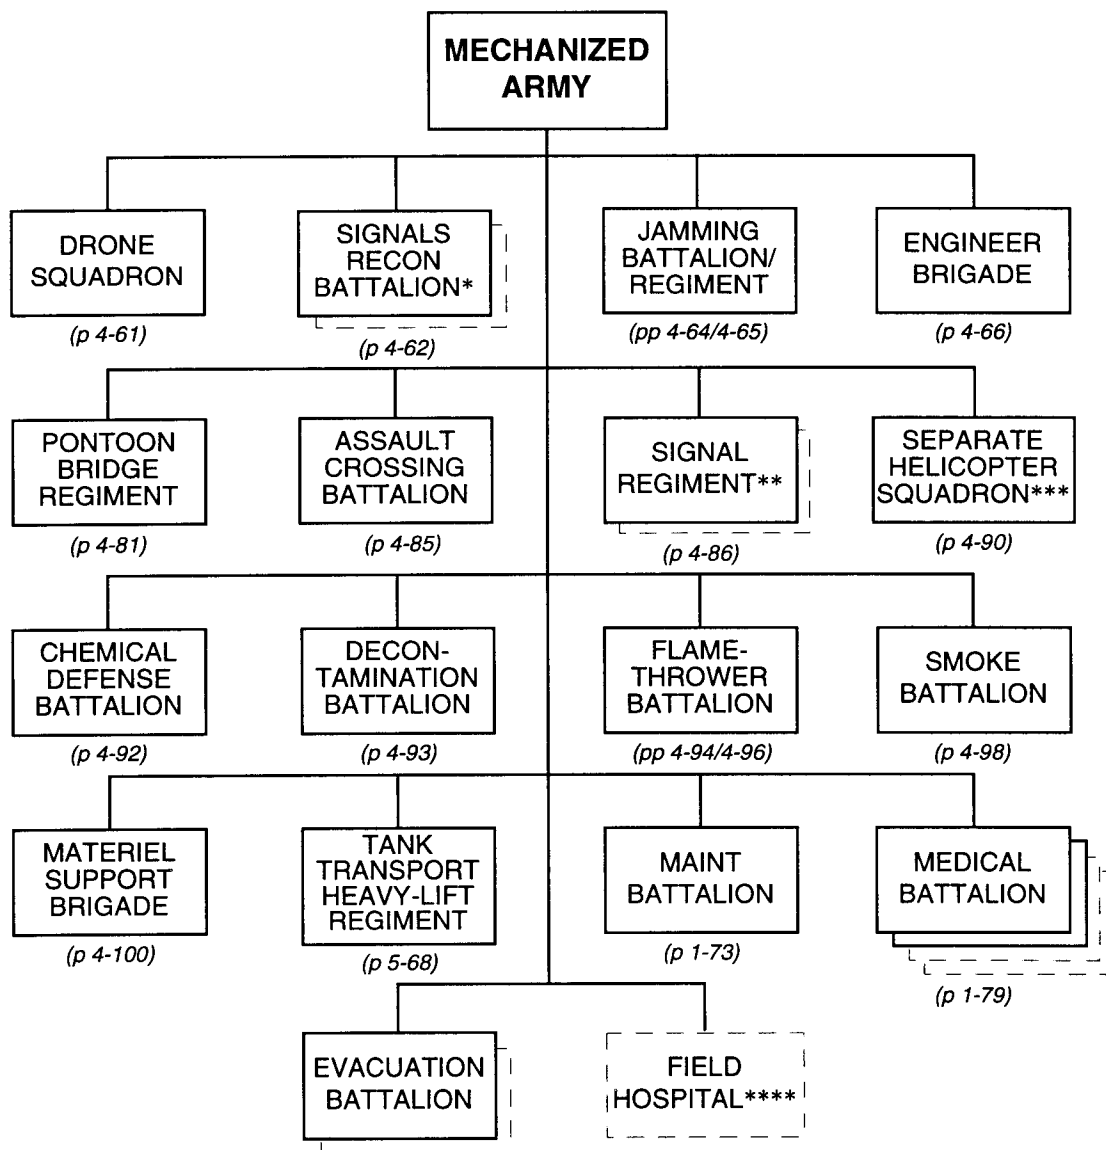 MECHANIZED
ARMY
DRONE
SQUADRON
(p 4-61)
SIGNALS
RECON
BATTALION*
(p 4-62)
JAMMING
BATTALION/
REGIMENT
(pp 4-64/4-65)
ENGINEER
BRIGADE
(p 4-66)
PONTOON
BRIDGE
REGIMENT
(p 4-81)
ASSAULT
CROSSING
BATTALION
(p 4-85)
SIGNAL
REGIMENT**
(p 4-86)
SEPARATE
HELICOPTER
SQUADRON***
(p 4-90)
CHEMICAL
DEFENSE
BATTALION
(p 4-92)
DECON-
TAMINATION
BATTALION
(p 4-93)
FLAME-
THROWER
BATTALION
(pp 4-94/4-96)
SMOKE
BATTALION
(p 4-98)
MATERIEL
SUPPORT
BRIGADE
(p 4-100)
TANK
TRANSPORT
HEAVY-LIFT
REGIMENT
(p 5-68)
MAINT
BATTALION
(p 1-73)
MEDICAL
BATTALION
(p 1-79)
EVACUATION
BATTALION
FIELD
HOSPITAL****